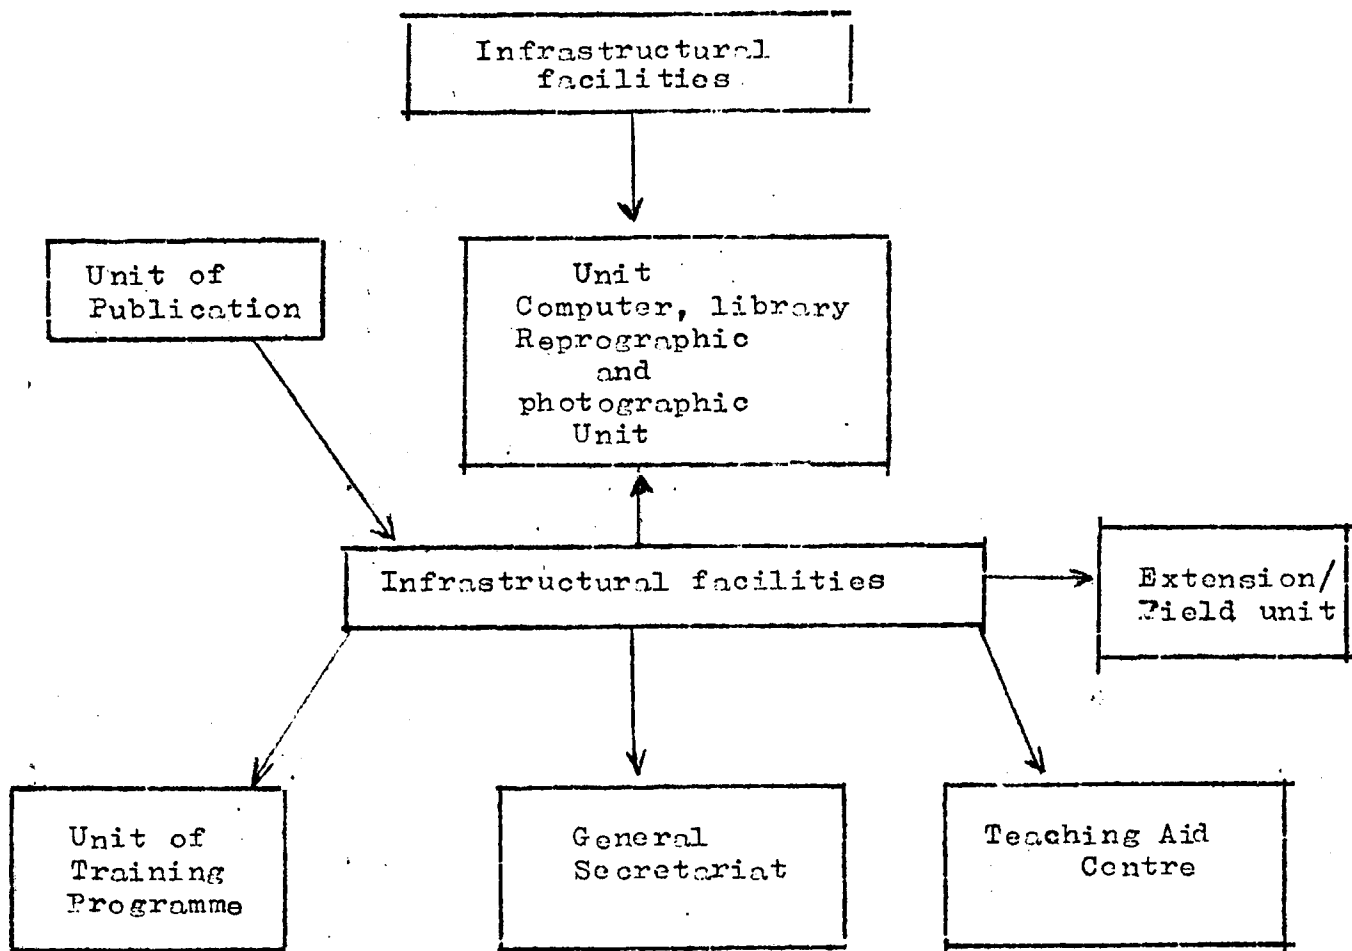 Infrastructural
facilities
Unit of
Publication
Unit
Computer, library
Reprographic
and
photographic
Unit
Infrastructural facilities
Extension/
Field unit
Unit of
Training
Programme
General
Secretariat
Teaching Aid
Centre